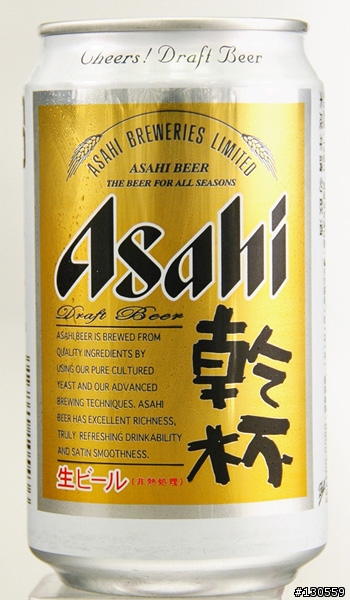 Cheers! Draft Beer
ASAHI BREWERIES LIMITED
ASAHI BEER
THE BEER FOR ALL SEASONS
Asahi
Draft Beer
ASAHI BEER IS BREWED FROM
QUALITY INGREDIENTS BY
USING OUR PURE CULTURED
YEAST AND OUR ADVANCED
BREWING TECHNIQUES. ASAHI
BEER HAS EXCELLENT RICHNESS,
TRULY REFRESHING DRINKABILITY
AND SATIN SMOOTHNESS.
乾杯
生ビール(非熱処理)
#130559